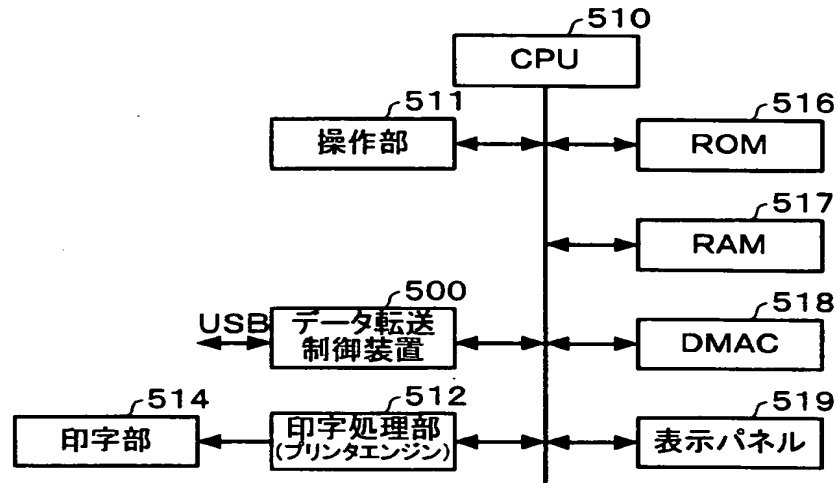 510
CPU
511
操作部
516
ROM
517
RAM
USB
500
データ転送
制御装置
518
DMAC
514
印字部
512
印字処理部
(プリンタエンジン)
519
表示パネル